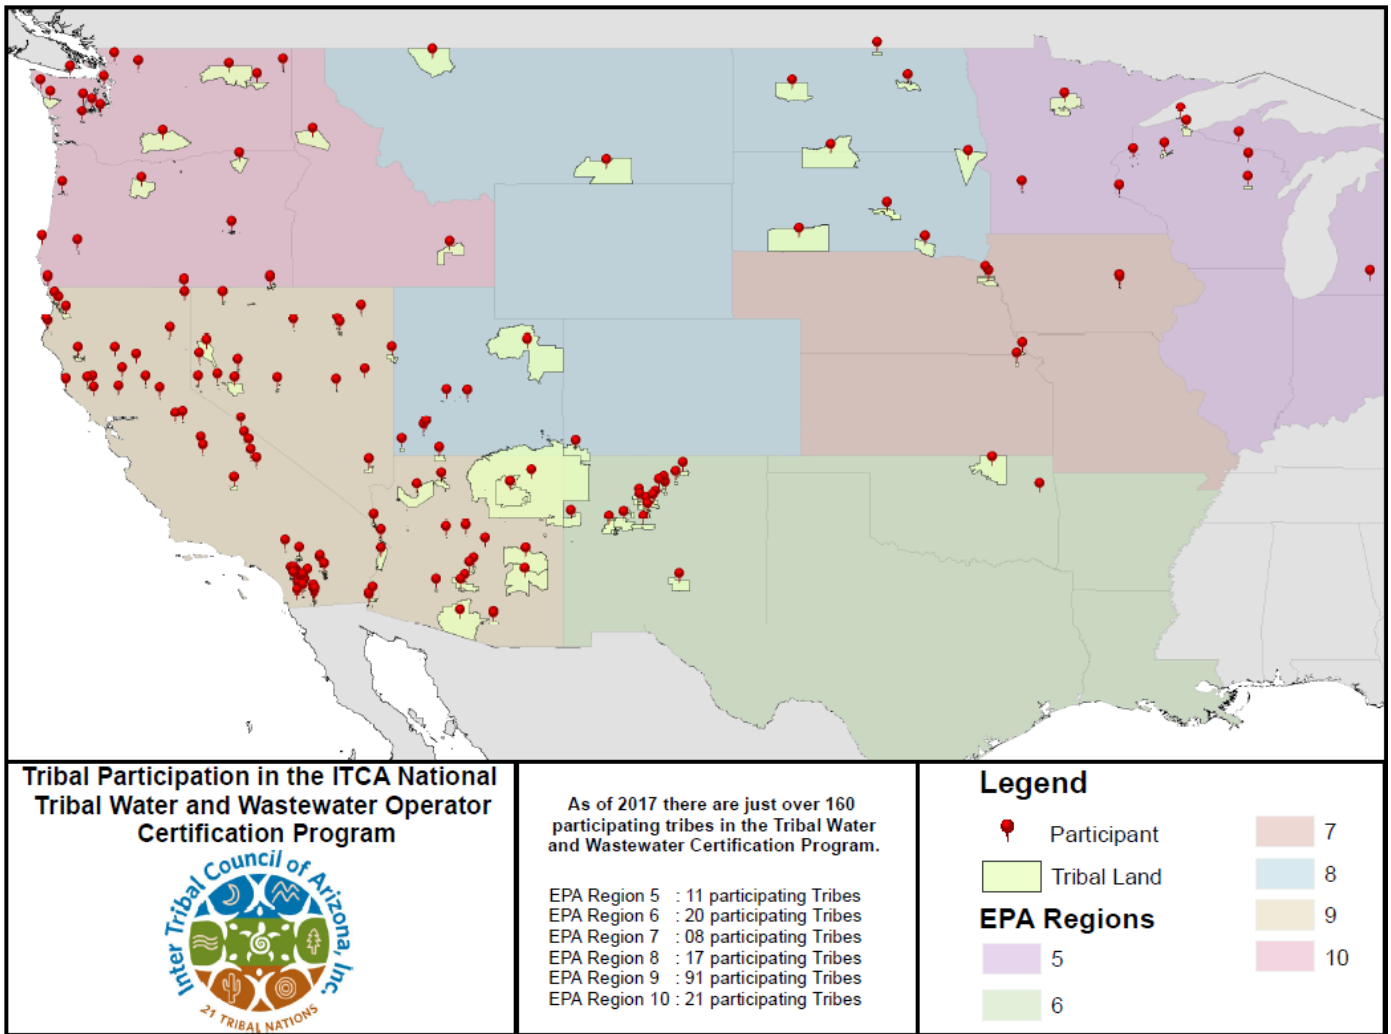 Tribal Participation in the ITCA National
Tribal Water and Wastewater Operator
Certification Program
Inter Tribal Council of Arizona, Inc.
21 TRIBAL NATIONS
As of 2017 there are just over 160
participating tribes in the Tribal Water
and Wastewater Certification Program.
EPA Region 5 : 11 participating Tribes
EPA Region 6 : 20 participating Tribes
EPA Region 7 : 08 participating Tribes
EPA Region 8 : 17 participating Tribes
EPA Region 9 : 91 participating Tribes
EPA Region 10 : 21 participating Tribes
Legend
Participant
Tribal Land
EPA Regions
5
6
7
8
9
10